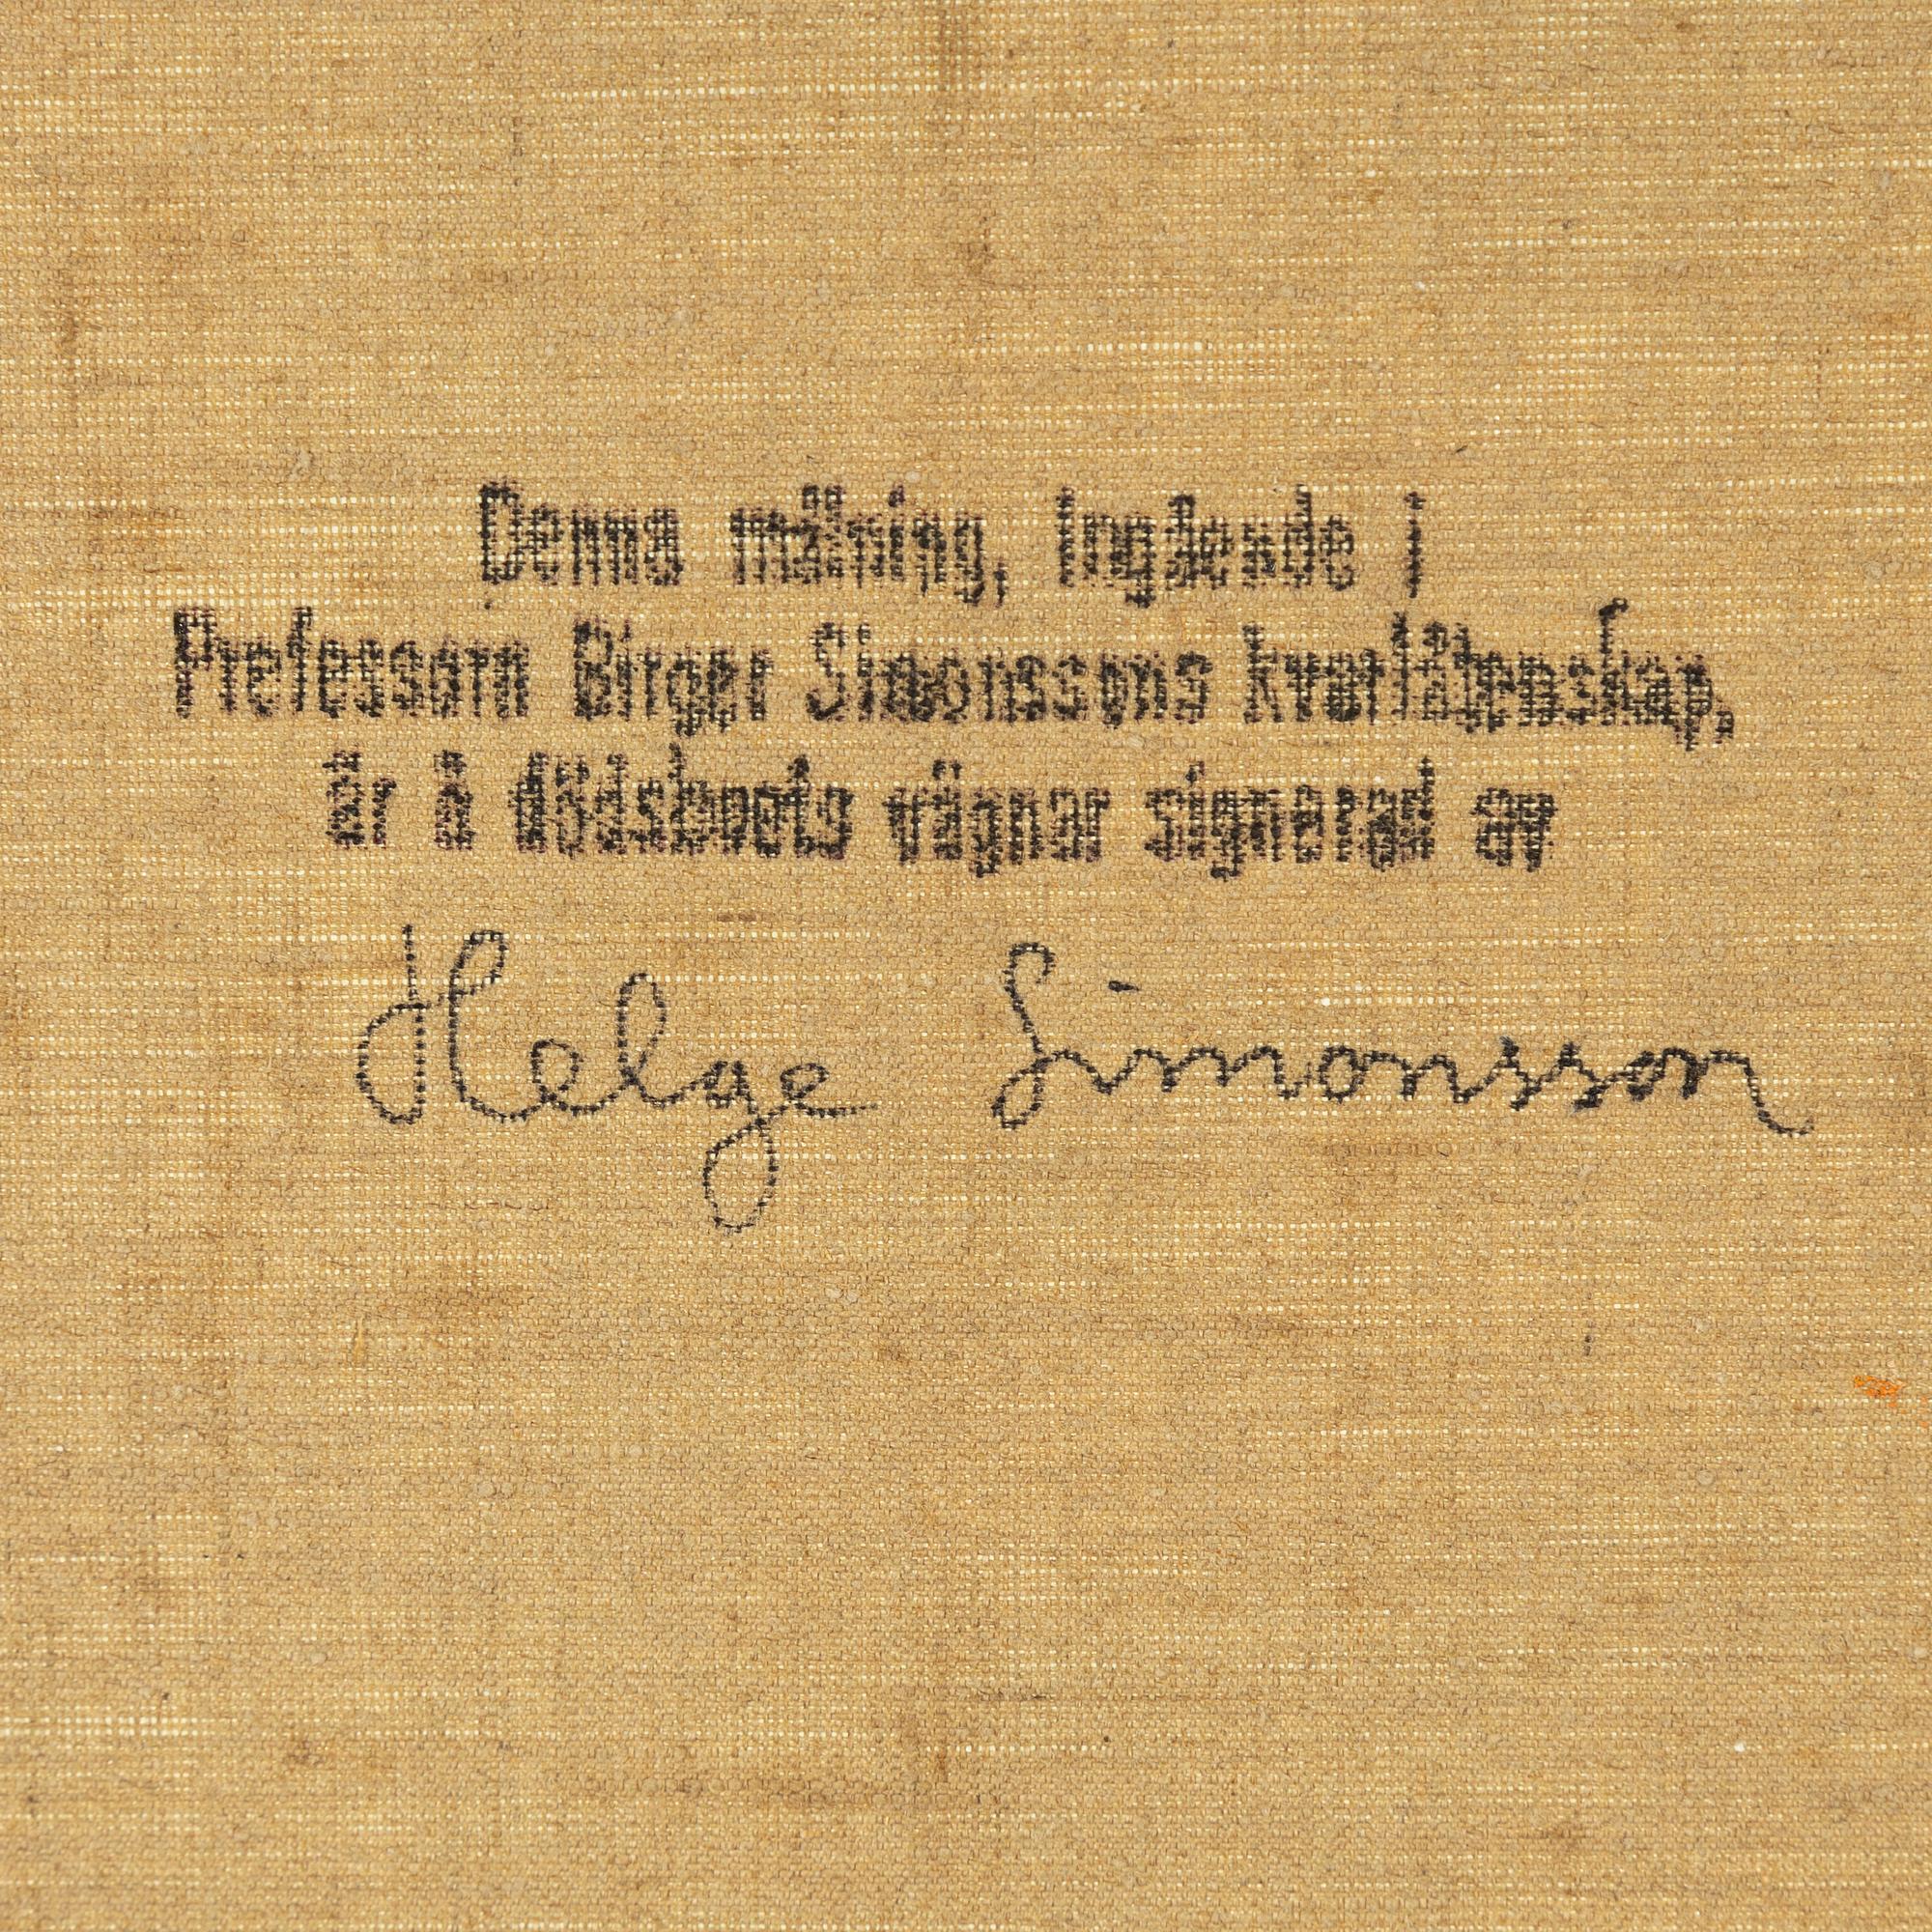 Denna målning, ingående i
Professorn Birger Simonssons kvarlåtenskap,
är å dödsboets vägnar signerad av
Helge Simonsson